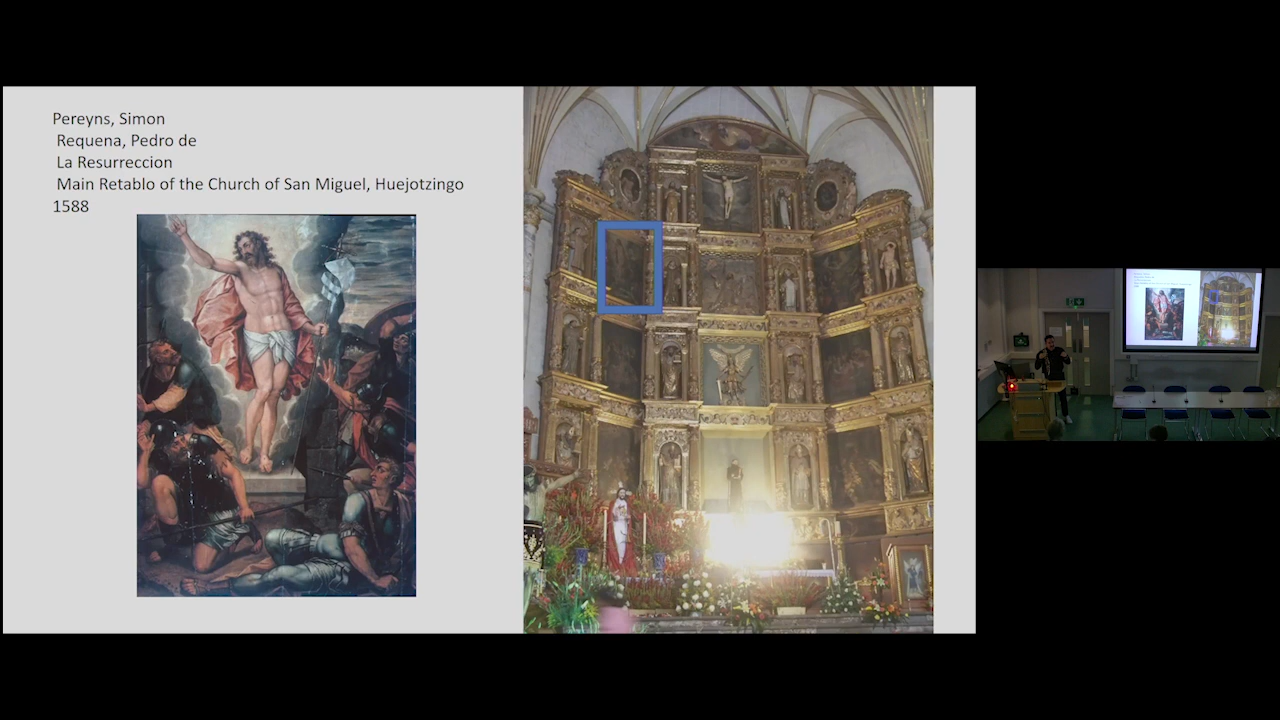 Pereyns, Simon
Requena, Pedro de
La Resurreccion
Main Retablo of the Church of San Miguel, Huejotzingo
1588